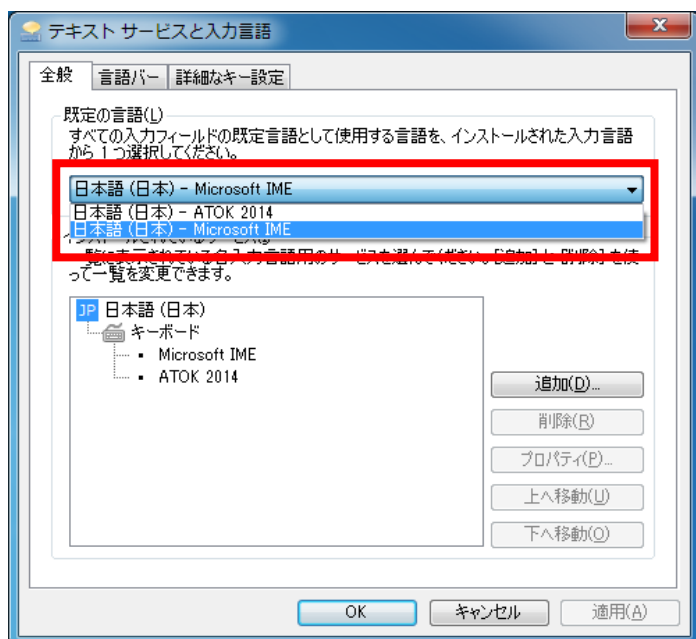 テキスト サービスと入力言語
全般
言語バー
詳細なキー設定
既定の言語(L)
すべての入力フィールドの既定言語として使用する言語を、インストールされた入力言語
から 1 つ選択してください。
日本語 (日本) - Microsoft IME
日本語 (日本) - ATOK 2014
日本語 (日本) - Microsoft IME
って一覧を変更できます。
JP 日本語 (日本)
キーボード
• Microsoft IME
• ATOK 2014
追加(D)...
削除(R)
プロパティ(P)...
上へ移動(U)
下へ移動(O)
OK
キャンセル
適用(A)